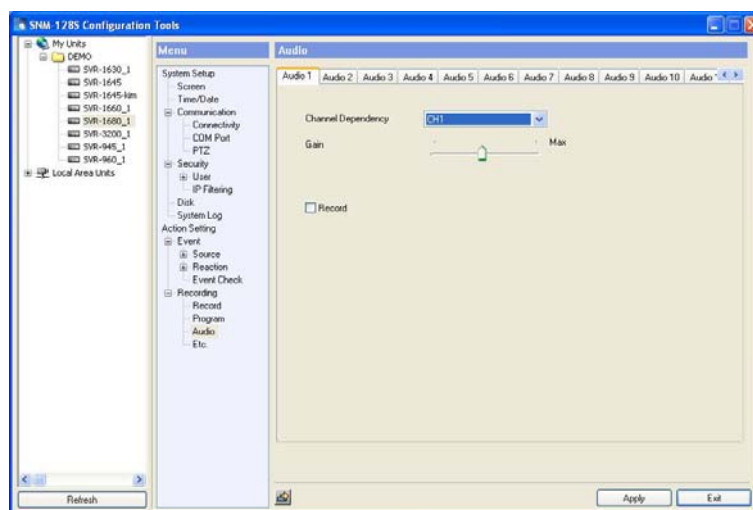 SNM-128S Configuration Tools
My Units
DEMO
SVR-1630_1
SVR-1645
SVR-1645-kim
SVR-1660_1
SVR-1680_1
SVR-3200_1
SVR-945_1
SVR-960_1
Local Area Units
Refresh
Menu
System Setup
Screen
Time/Date
Communication
Connectivity
COM Port
PTZ
Security
User
IP Filtering
Disk
System Log
Action Setting
Event
Source
Reaction
Event Check
Recording
Record
Program
Audio
Etc.
Audio
Audio 1 Audio 2 Audio 3 Audio 4 Audio 5 Audio 6 Audio 7 Audio 8 Audio 9 Audio 10 Audio
Channel Dependency CH1
Gain Max
Record
Apply Exit